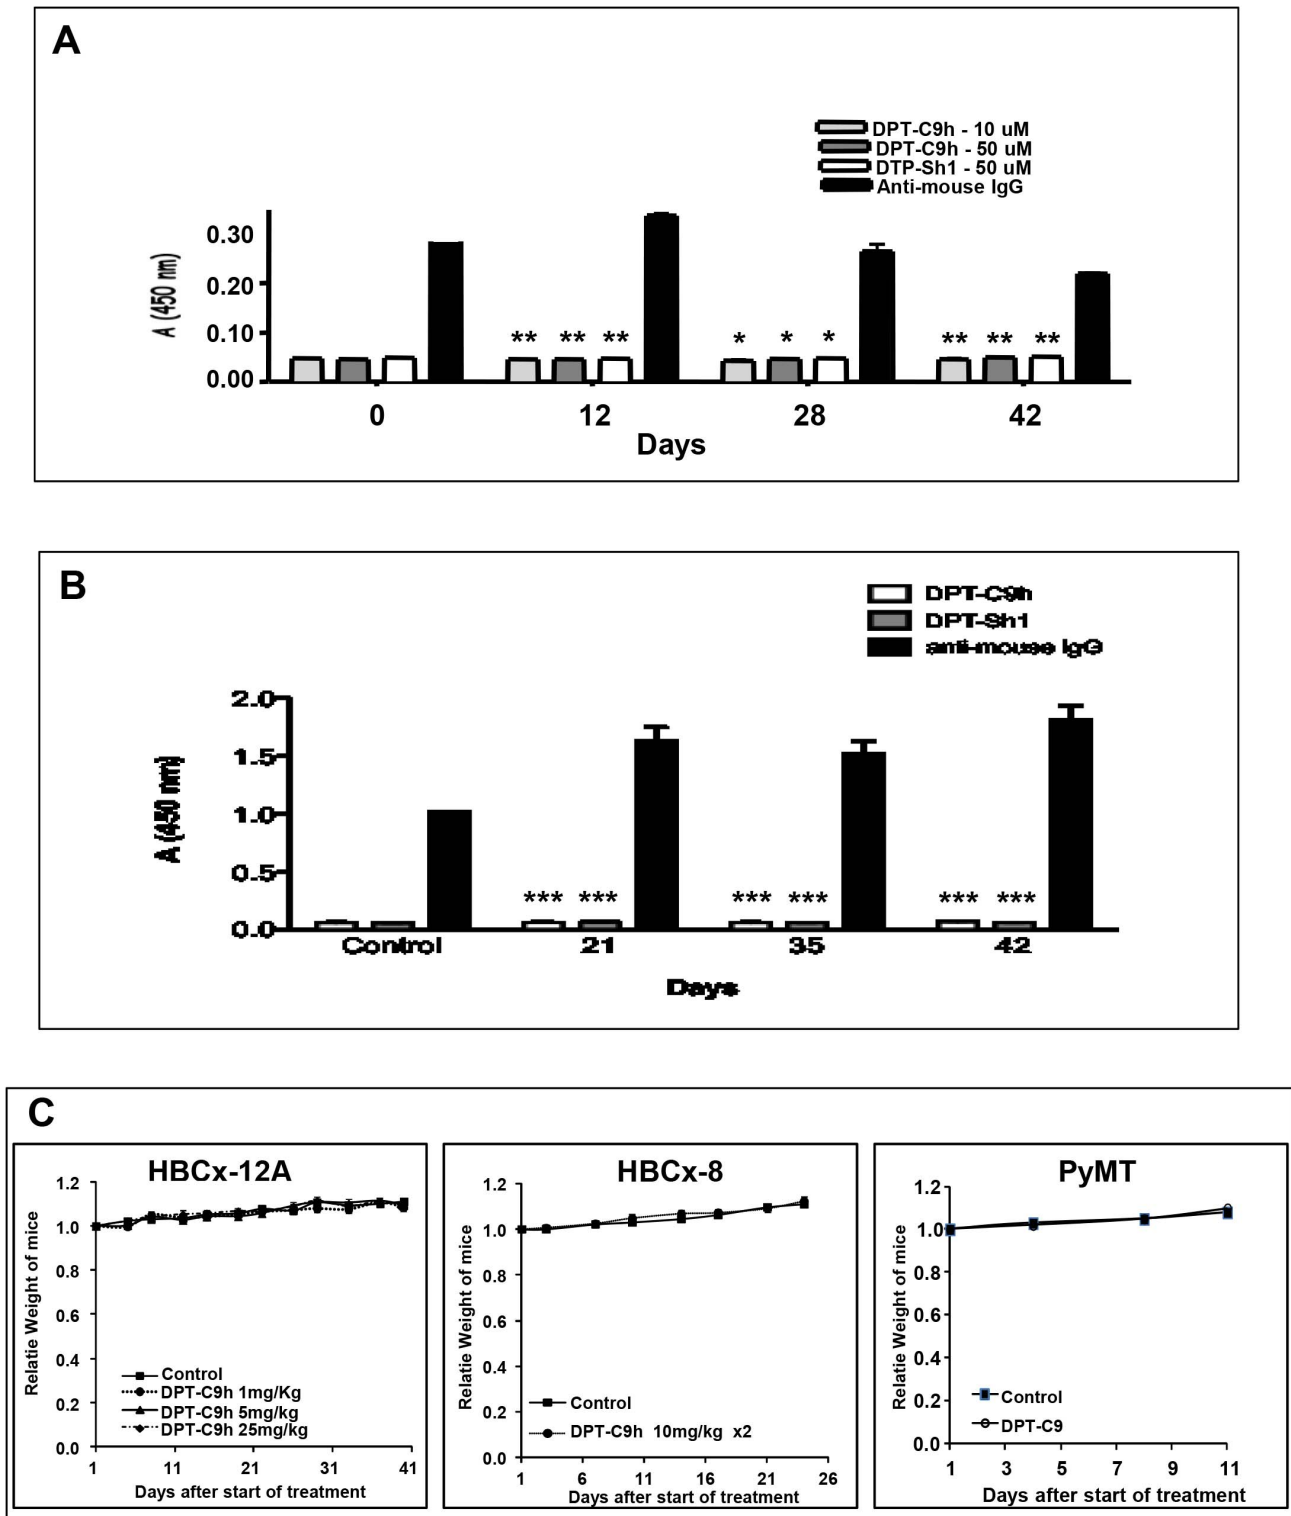 A
DPT-C9h - 10 uM
DPT-C9h - 50 uM
DTP-Sh1 - 50 uM
Anti-mouse IgG
A (450 nm)
0.30
0.20
0.10
0.00
** ** **
* * *
** ** **
0 12 28 42
Days
B
DPT-C9h
DPT-Sh1
anti-mouse IgG
A (450 nm)
2.0
1.5
1.0
0.5
0.0
*** ***
*** ***
*** ***
Control 21 35 42
Days
C
HBCx-12A
Relatie Weight of mice
1.2
1.0
0.8
0.6
0.4
0.2
0.0
Control
DPT-C9h 1mg/Kg
DPT-C9h 5mg/kg
DPT-C9h 25mg/kg
1 11 21 31 41
Days after start of treatment
HBCx-8
Relatie Weight of mice
1.2
1.0
0.8
0.6
0.4
0.2
0.0
Control
DPT-C9h 10mg/kg x2
1 6 11 16 21 26
Days after start of treatment
PyMT
Relatie Weight of mice
1.2
1.0
0.8
0.6
0.4
0.2
0.0
Control
DPT-C9
1 3 5 7 9 11
Days after start of treatment